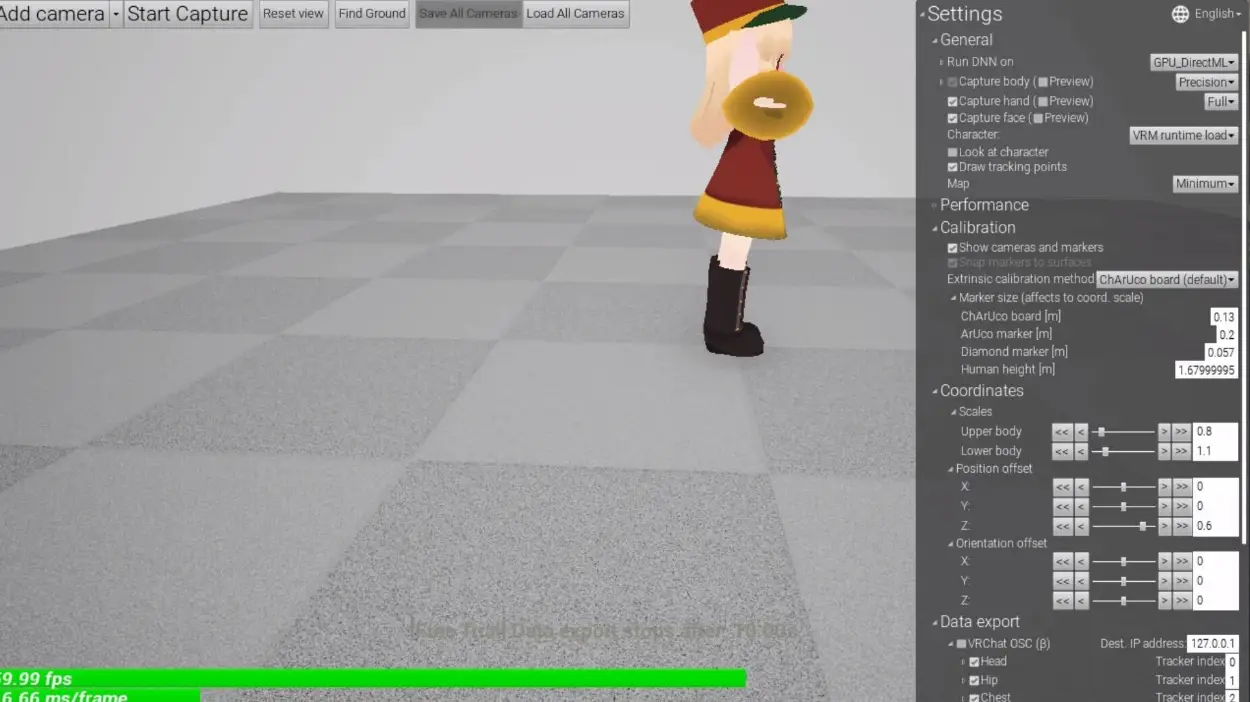 Add camera Start Capture Reset view Find Ground Save All Cameras Load All Cameras
Settings English
General
Run DNN on GPU_DirectML
Capture body ( Preview) Precision
Capture hand ( Preview) Full
Capture face ( Preview)
Character: VRM runtime load
Look at character
Draw tracking points
Map Minimum
Performance
Calibration
Show cameras and markers
Snap markers to surfaces
Extrinsic calibration method ChArUco board (default)
Marker size (affects to coord. scale)
ChArUco board [m] 0.13
ArUco marker [m] 0.2
Diamond marker [m] 0.057
Human height [m] 1.67999995
Coordinates
Scales
Upper body << < > >> 0.8
Lower body << < > >> 1.1
Position offset
X: << < > >> 0
Y: << < > >> 0
Z: << < > >> 0.6
Orientation offset
X: << < > >> 0
Y: << < > >> 0
Z: << < > >> 0
Data export
VRChat OSC (β) Dest. IP address: 127.0.0.1
Head Tracker index 0
Hip Tracker index 1
Chest Tracker index 2
Data export stops after
9.99 fps
6.66 ms/frame